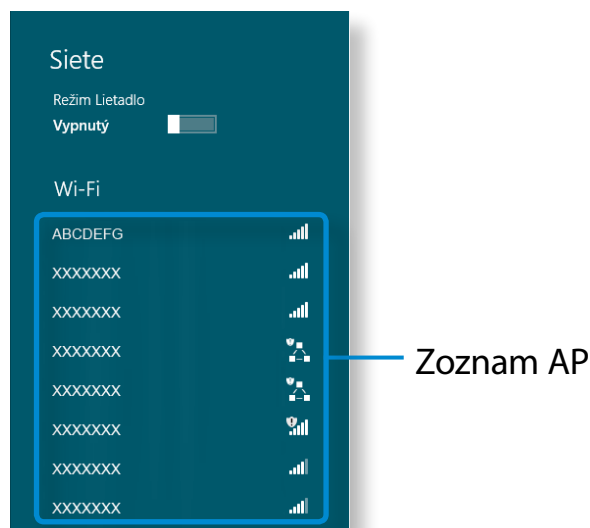 Siete
Režim Lietadlo
Vypnutý
Wi-Fi
ABCDEFG
XXXXXXX
XXXXXXX
XXXXXXX
XXXXXXX
XXXXXXX
XXXXXXX
XXXXXXX
Zoznam AP